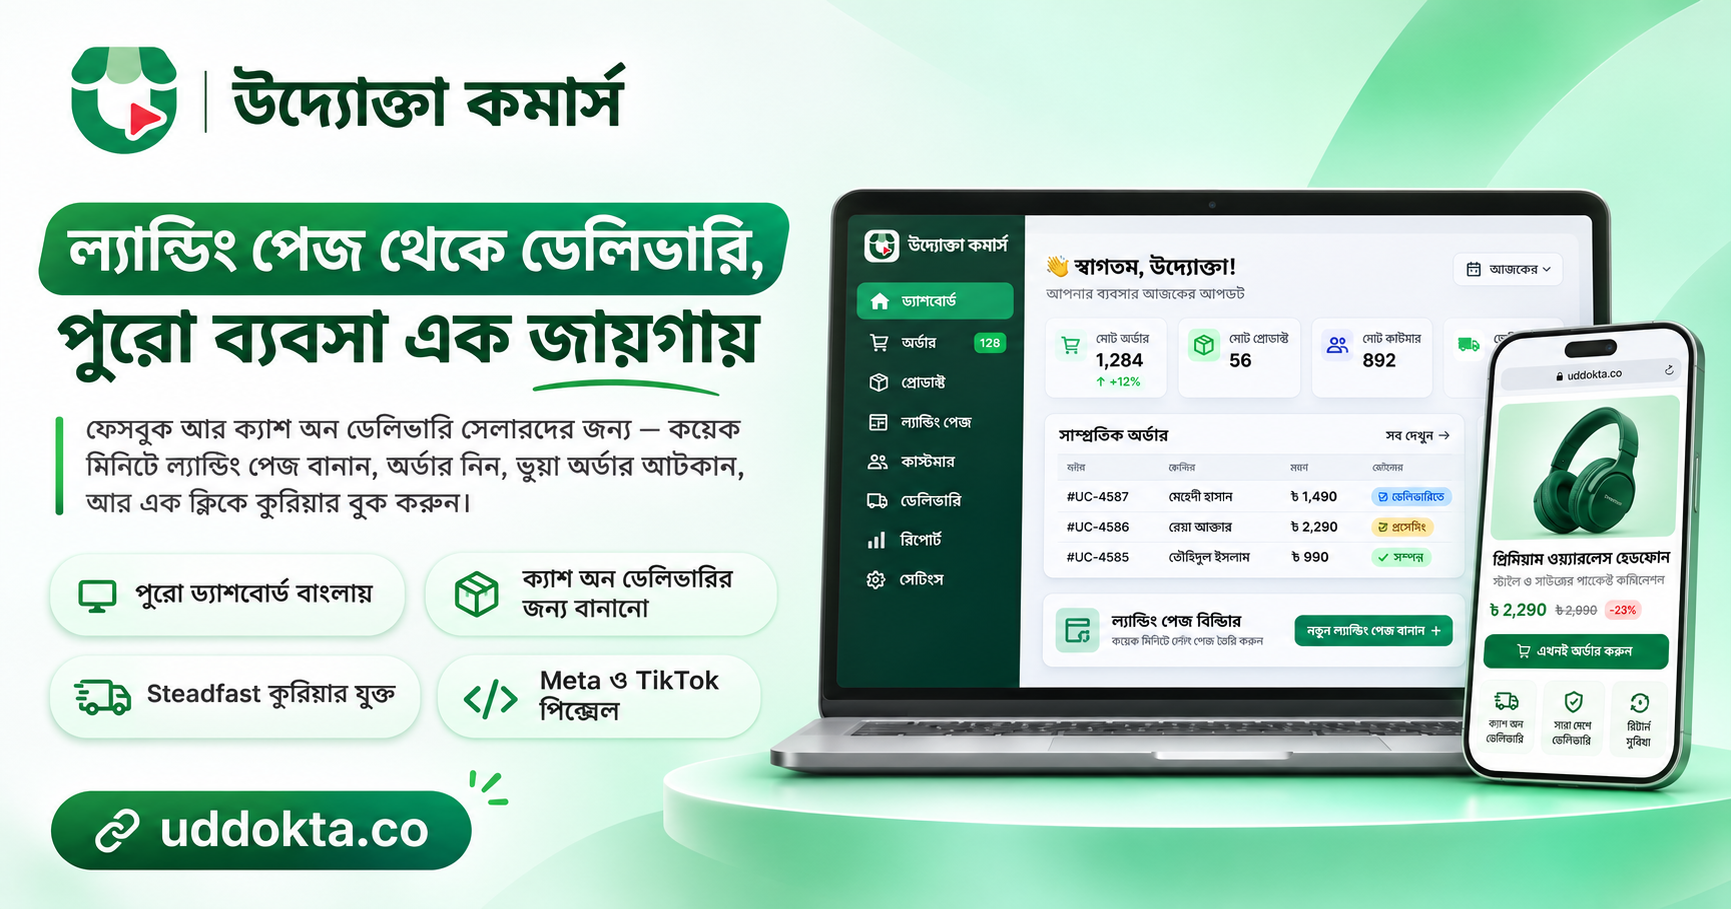 উদ্যোক্তা কমার্স
ল্যান্ডিং পেজ থেকে ডেলিভারি,
পুরো ব্যবসা এক জায়গায়
ফেসবুক আর ক্যাশ অন ডেলিভারি সেলারদের জন্য — কয়েক
মিনিটে ল্যান্ডিং পেজ বানান, অর্ডার নিন, ভুয়া অর্ডার আটকান,
আর এক ক্লিকে কুরিয়ার বুক করুন।
পুরো ড্যাশবোর্ড বাংলায়
ক্যাশ অন ডেলিভারির
জন্য বানানো
Steadfast কুরিয়ার যুক্ত
Meta ও TikTok
পিক্সেল
uddokta.co
উদ্যোক্তা কমার্স
ড্যাশবোর্ড
অর্ডার 128
প্রোডাক্ট
ল্যান্ডিং পেজ
কাস্টমার
ডেলিভারি
রিপোর্ট
সেটিংস
স্বাগতম, উদ্যোক্তা!
আপনার ব্যবসার আজকের আপডট
আজকের
মোট অর্ডার
1,284
+12%
মোট প্রোডাক্ট
56
মোট কাস্টমার
892
সাম্প্রতিক অর্ডার
সব দেখুন →
#UC-4587 মেহেদী হাসান ৳ 1,490 ডেলিভারিতে
#UC-4586 রেয়া আক্তার ৳ 2,290 প্রসেসিং
#UC-4585 তৌহিদুল ইসলাম ৳ 990 সম্পন্ন
ল্যান্ডিং পেজ বিল্ডার
কয়েক মিনিটে পেজ তৈরি করুন
নতুন ল্যান্ডিং পেজ বানান +
uddokta.co
প্রিমিয়াম ওয়্যারলেস হেডফোন
৳ 2,290 ৳ 2,990 -23%
এখনই অর্ডার করুন
ক্যাশ অন
ডেলিভারি
সারা দেশে
ডেলিভারি
রিটার্ন
সুবিধা